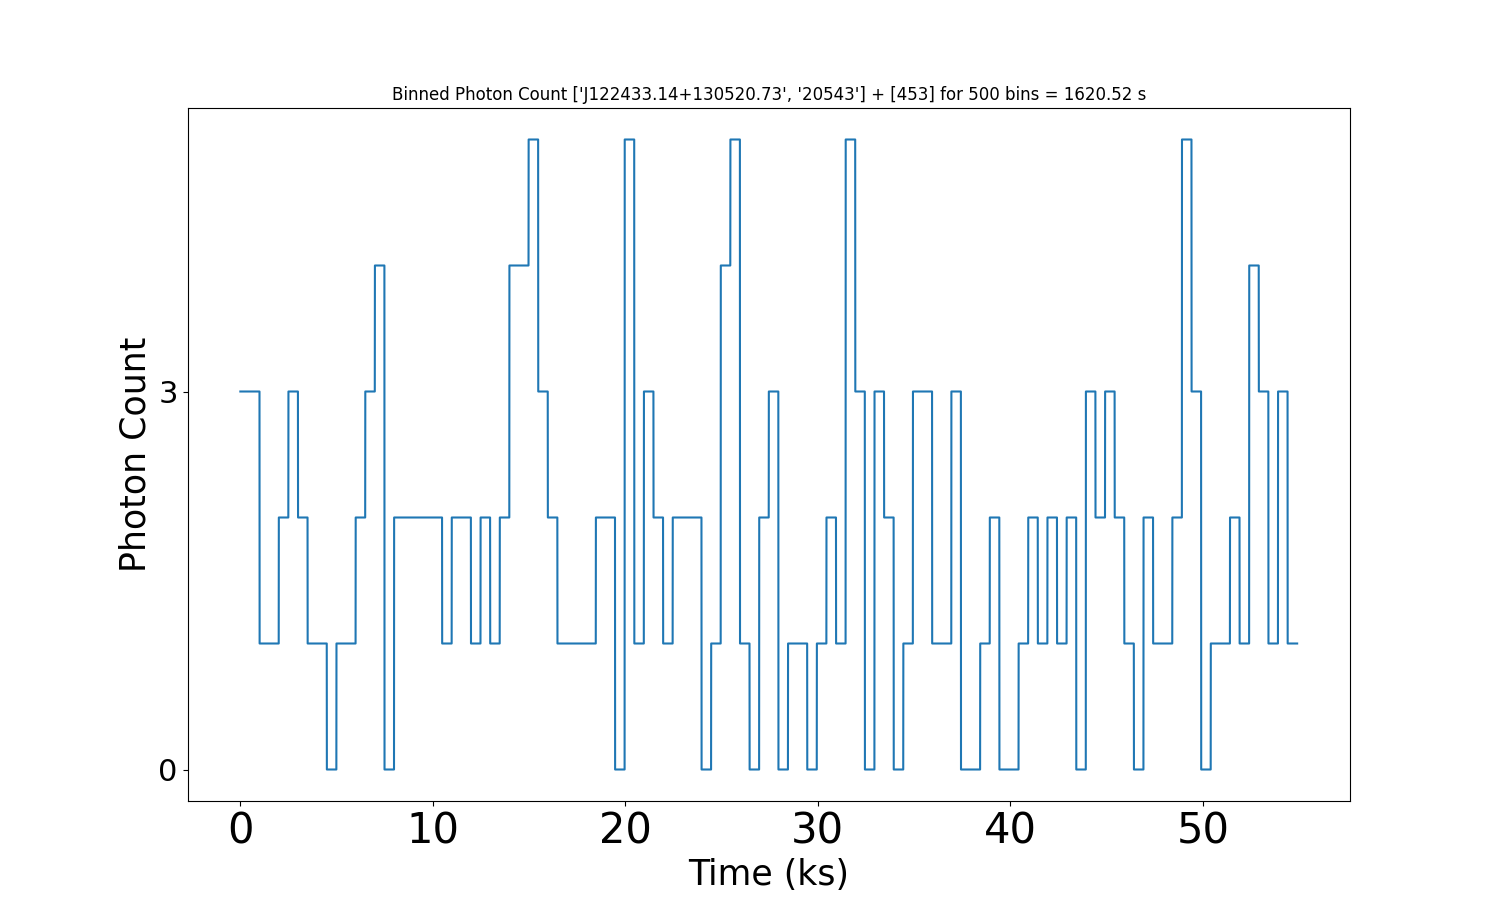 Binned Photon Count ['J122433.14+130520.73', '20543'] + [453] for 500 bins = 1620.52 s
Photon Count
3
0
0 10 20 30 40 50
Time (ks)